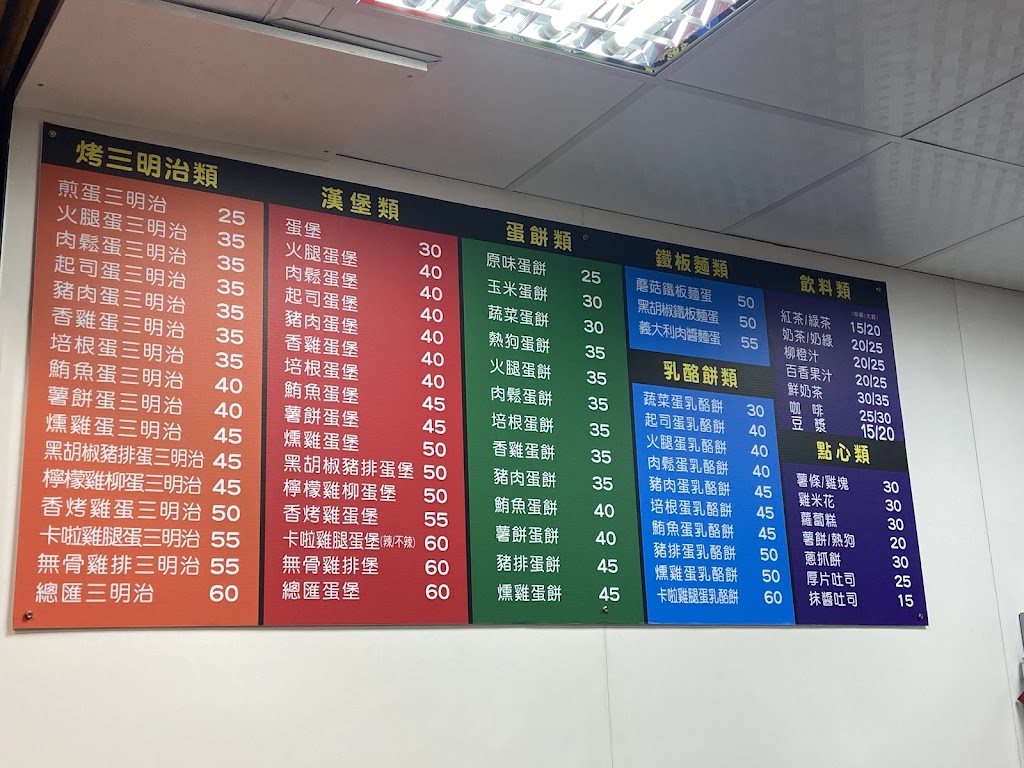 烤三明治類
煎蛋三明治 25
火腿蛋三明治 35
肉鬆蛋三明治 35
起司蛋三明治 35
豬肉蛋三明治 35
香雞蛋三明治 35
培根蛋三明治 35
鮪魚蛋三明治 40
薯餅蛋三明治 40
燻雞蛋三明治 45
黑胡椒豬排蛋三明治 45
檸檬雞柳蛋三明治 45
香烤雞蛋三明治 50
卡啦雞腿蛋三明治 55
無骨雞排三明治 55
總匯三明治 60
漢堡類
蛋堡 30
火腿蛋堡 40
肉鬆蛋堡 40
起司蛋堡 40
豬肉蛋堡 40
香雞蛋堡 40
培根蛋堡 40
鮪魚蛋堡 45
薯餅蛋堡 45
燻雞蛋堡 50
黑胡椒豬排蛋堡 50
檸檬雞柳蛋堡 50
香烤雞蛋堡 55
卡啦雞腿蛋堡(辣/不辣) 60
無骨雞排堡 60
總匯蛋堡 60
蛋餅類
原味蛋餅 25
玉米蛋餅 30
蔬菜蛋餅 30
熱狗蛋餅 35
火腿蛋餅 35
肉鬆蛋餅 35
培根蛋餅 35
香雞蛋餅 35
豬肉蛋餅 35
鮪魚蛋餅 40
薯餅蛋餅 40
豬排蛋餅 45
燻雞蛋餅 45
鐵板麵類
蘑菇鐵板麵蛋 50
黑胡椒鐵板麵蛋 50
義大利肉醬麵蛋 55
乳酪餅類
蔬菜蛋乳酪餅 30
起司蛋乳酪餅 40
火腿蛋乳酪餅 40
肉鬆蛋乳酪餅 40
豬肉蛋乳酪餅 45
培根蛋乳酪餅 45
鮪魚蛋乳酪餅 45
豬排蛋乳酪餅 50
燻雞蛋乳酪餅 50
卡啦雞腿蛋乳酪餅 60
飲料類
(中杯/大杯)
紅茶/綠茶 15/20
奶茶/奶綠 20/25
柳橙汁 20/25
百香果汁 20/25
鮮奶茶 30/35
咖啡 25/30
豆漿 15/20
點心類
薯條/雞塊 30
雞米花 30
蘿蔔糕 30
薯餅/熱狗 20
蔥抓餅 30
厚片吐司 25
抹醬吐司 15